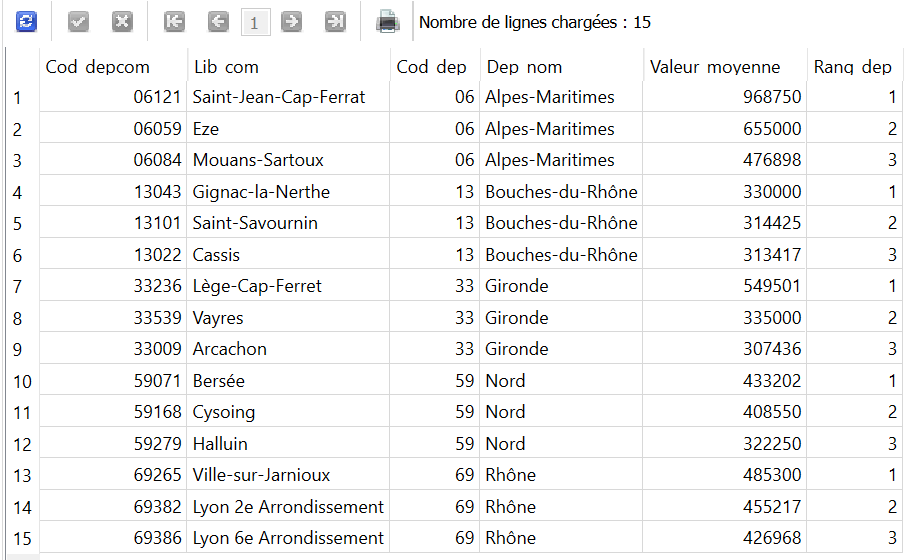 1 Nombre de lignes chargées : 15
Cod depcom Lib com Cod dep Dep nom Valeur moyenne Rang dep
1 06121 Saint-Jean-Cap-Ferrat 06 Alpes-Maritimes 968750 1
2 06059 Eze 06 Alpes-Maritimes 655000 2
3 06084 Mouans-Sartoux 06 Alpes-Maritimes 476898 3
4 13043 Gignac-la-Nerthe 13 Bouches-du-Rhône 330000 1
5 13101 Saint-Savournin 13 Bouches-du-Rhône 314425 2
6 13022 Cassis 13 Bouches-du-Rhône 313417 3
7 33236 Lège-Cap-Ferret 33 Gironde 549501 1
8 33539 Vayres 33 Gironde 335000 2
9 33009 Arcachon 33 Gironde 307436 3
10 59071 Bersée 59 Nord 433202 1
11 59168 Cysoing 59 Nord 408550 2
12 59279 Halluin 59 Nord 322250 3
13 69265 Ville-sur-Jarnioux 69 Rhône 485300 1
14 69382 Lyon 2e Arrondissement 69 Rhône 455217 2
15 69386 Lyon 6e Arrondissement 69 Rhône 426968 3